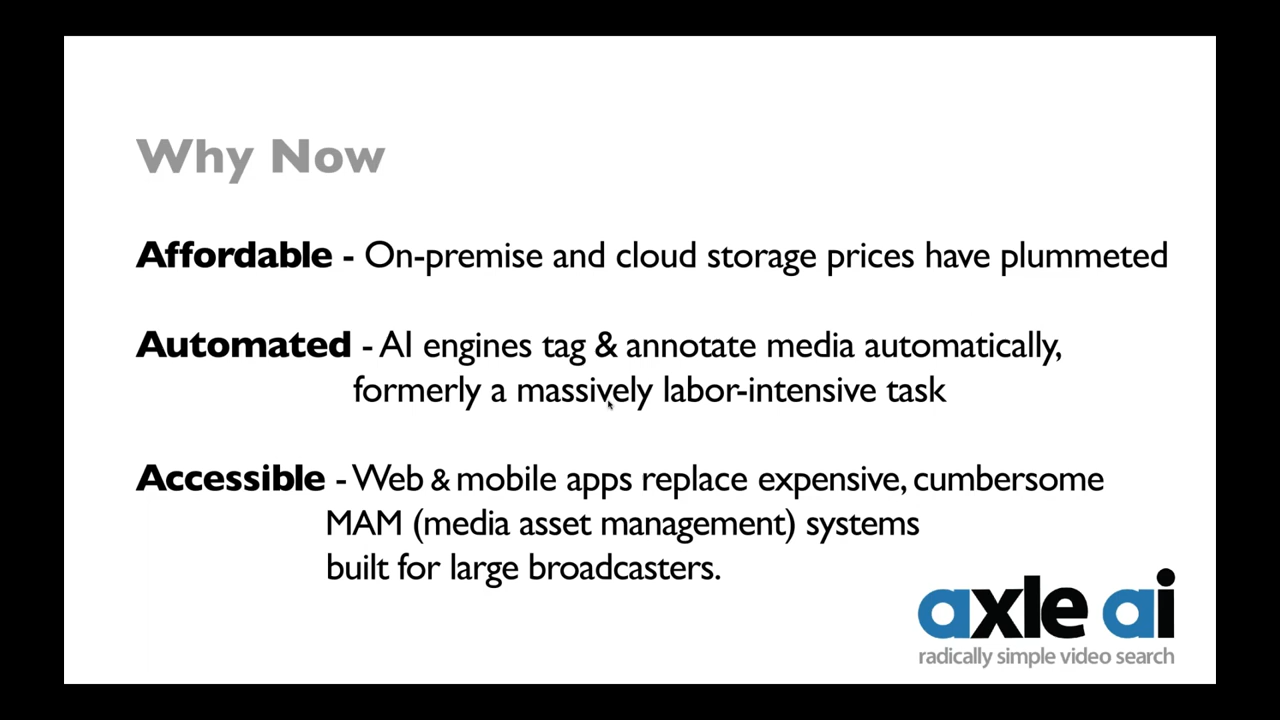 Why Now
Affordable - On-premise and cloud storage prices have plummeted
Automated - AI engines tag & annotate media automatically,
formerly a massively labor-intensive task
Accessible - Web & mobile apps replace expensive, cumbersome
MAM (media asset management) systems
built for large broadcasters.
axle ai
radically simple video search